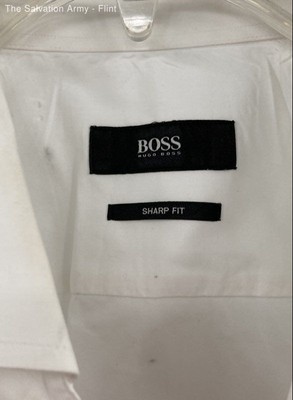 The Salvation Army - Flint
BOSS
HUGO BOSS
SHARP FIT